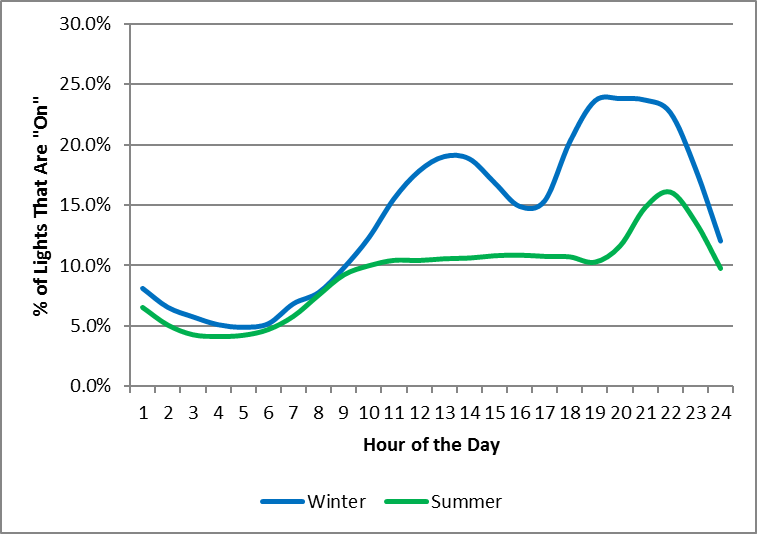 30.0%
25.0%
20.0%
15.0%
10.0%
5.0%
0.0%
% of Lights That Are "On"
1 2 3 4 5 6 7 8 9 10 11 12 13 14 15 16 17 18 19 20 21 22 23 24
Hour of the Day
Winter Summer